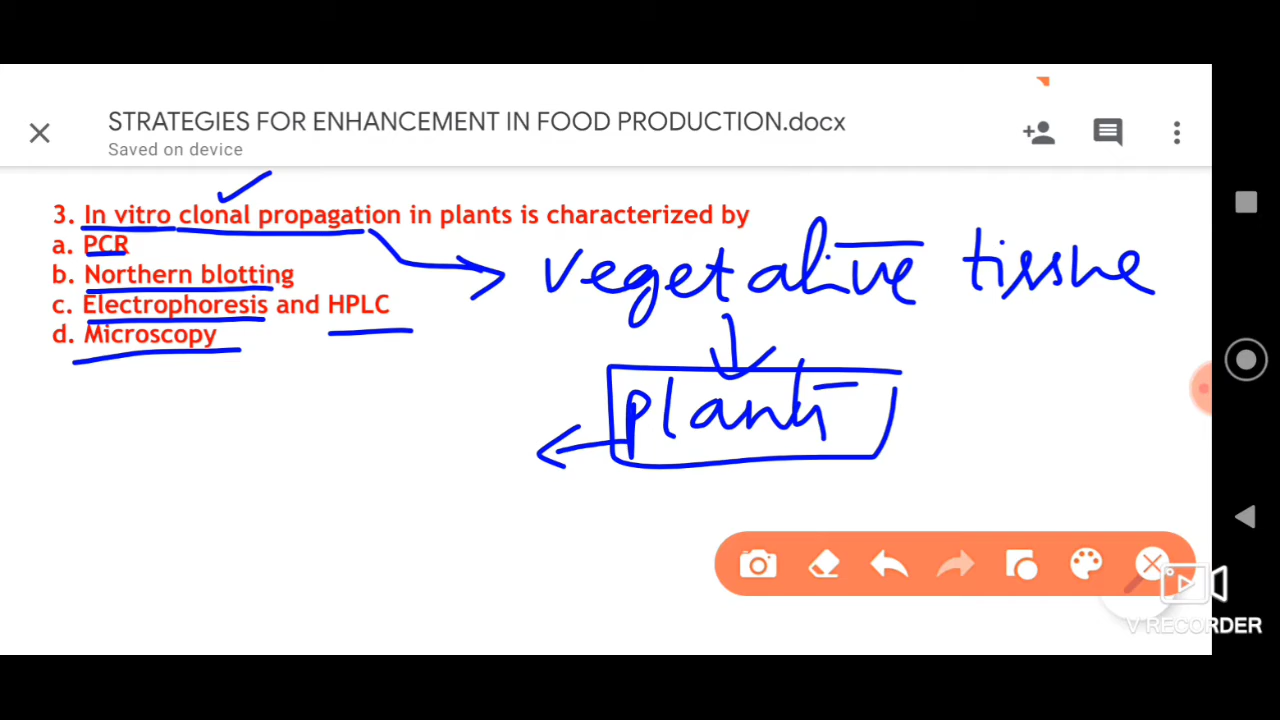 STRATEGIES FOR ENHANCEMENT IN FOOD PRODUCTION.docx
Saved on device
3. In vitro clonal propagation in plants is characterized by
a. PCR
b. Northern blotting
c. Electrophoresis and HPLC
d. Microscopy
vegetative tissue
plant
V RECORDER